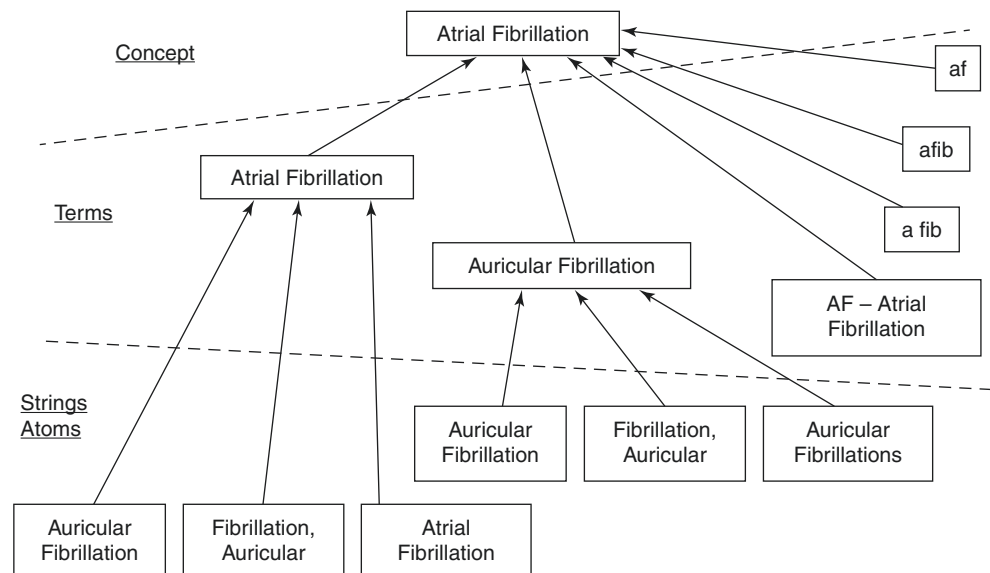 Concept
Atrial Fibrillation
af
afib
Atrial Fibrillation
Terms
a fib
Auricular Fibrillation
AF – Atrial
Fibrillation
Strings
Atoms
Auricular
Fibrillation
Fibrillation,
Auricular
Auricular
Fibrillations
Auricular
Fibrillation
Fibrillation,
Auricular
Atrial
Fibrillation